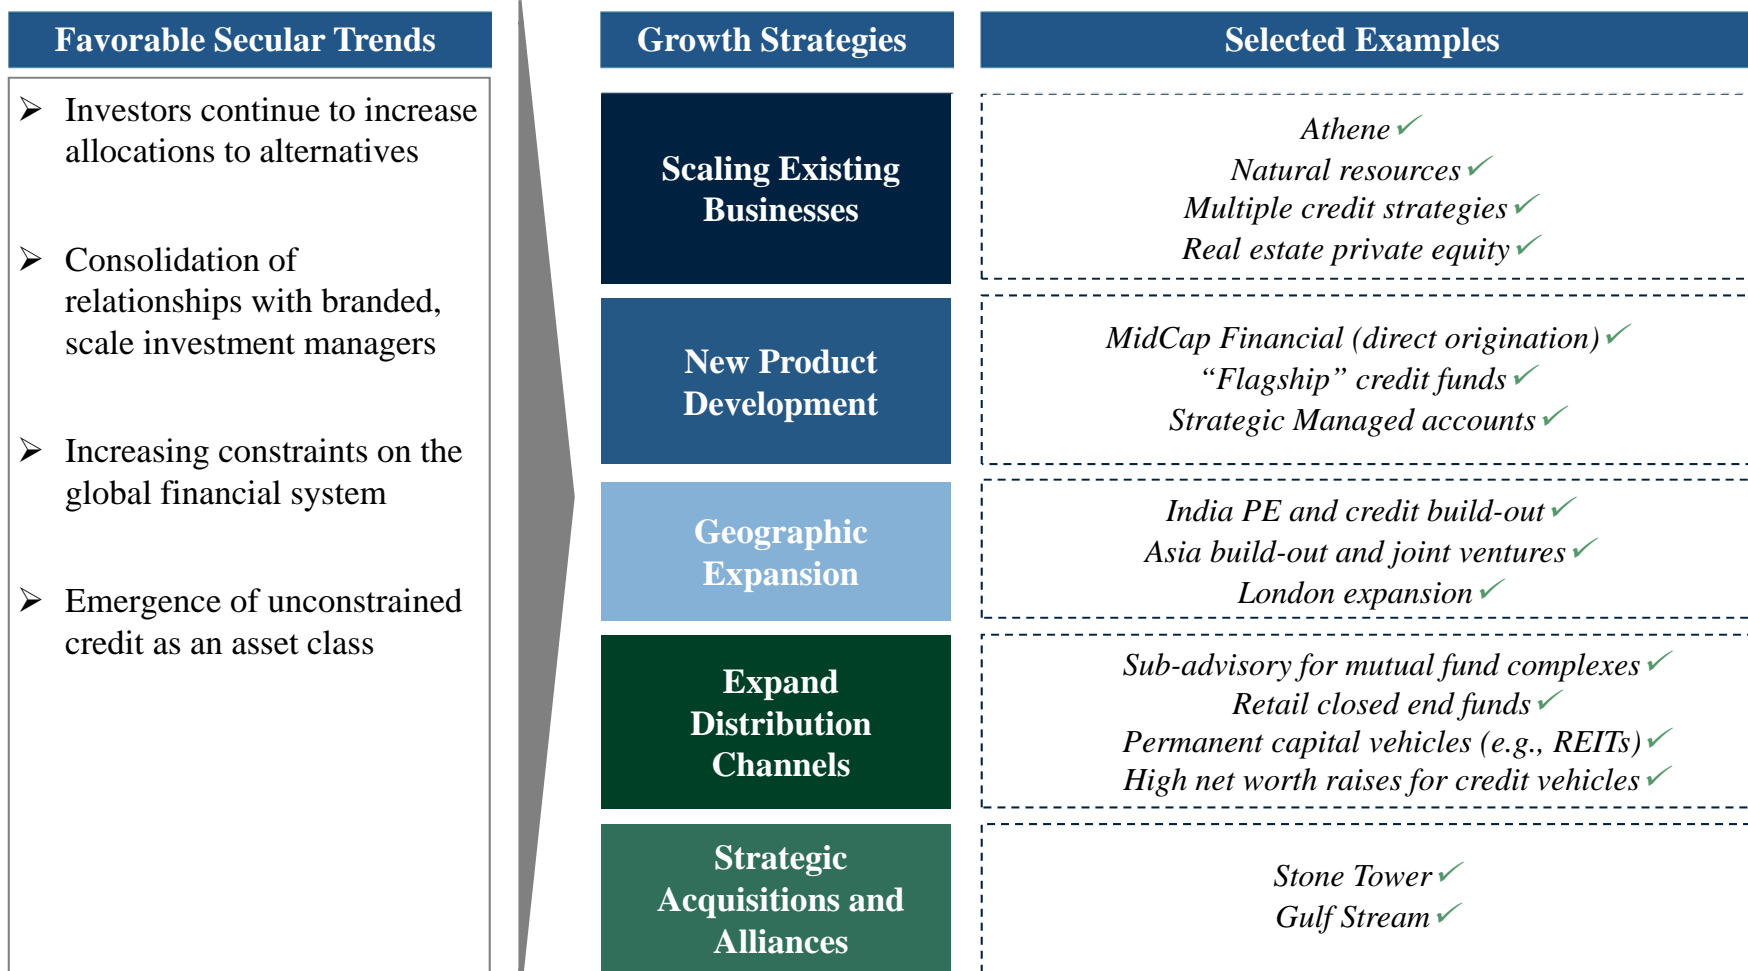 Favorable Secular Trends
➢ Investors continue to increase
allocations to alternatives
➢ Consolidation of
relationships with branded,
scale investment managers
➢ Increasing constraints on the
global financial system
➢ Emergence of unconstrained
credit as an asset class
Growth Strategies
Selected Examples
Scaling Existing
Businesses
Athene ✓
Natural resources ✓
Multiple credit strategies ✓
Real estate private equity ✓
New Product
Development
MidCap Financial (direct origination) ✓
“Flagship” credit funds ✓
Strategic Managed accounts ✓
Geographic
Expansion
India PE and credit build-out ✓
Asia build-out and joint ventures ✓
London expansion ✓
Expand
Distribution
Channels
Sub-advisory for mutual fund complexes ✓
Retail closed end funds ✓
Permanent capital vehicles (e.g., REITs) ✓
High net worth raises for credit vehicles ✓
Strategic
Acquisitions and
Alliances
Stone Tower ✓
Gulf Stream ✓